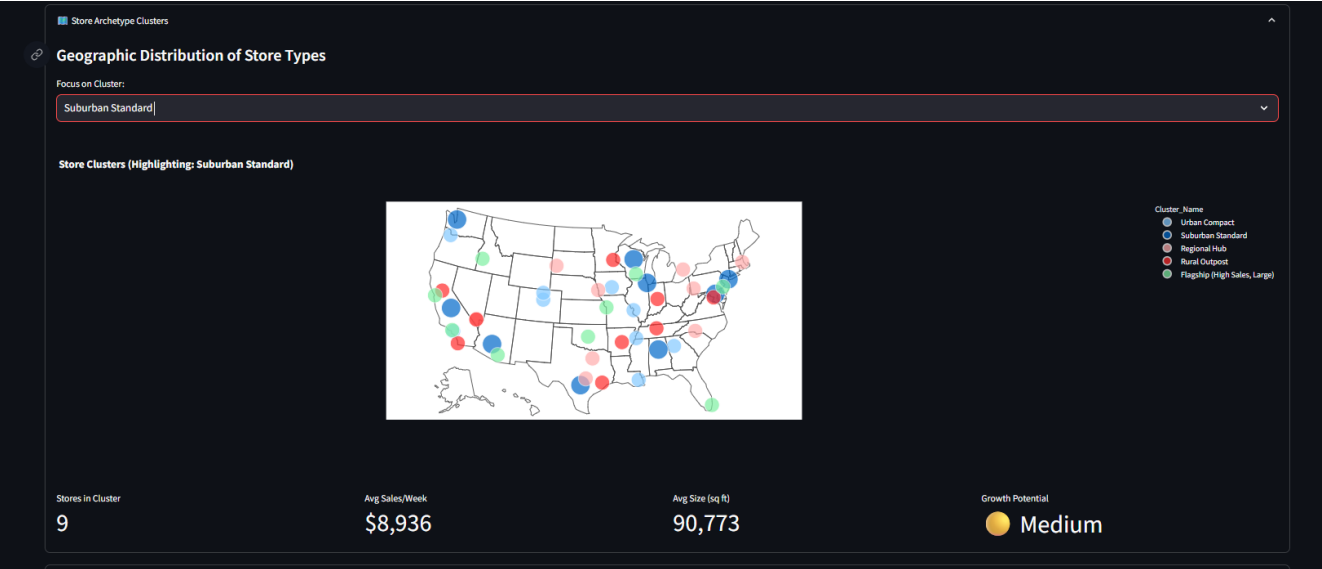 Store Archetype Clusters
Geographic Distribution of Store Types
Focus on Cluster:
Suburban Standard
Store Clusters (Highlighting: Suburban Standard)
Cluster_Name
Urban Compact
Suburban Standard
Regional Hub
Rural Outpost
Flagship (High Sales, Large)
Stores in Cluster
9
Avg Sales/Week
$8,936
Avg Size (sq ft)
90,773
Growth Potential
Medium